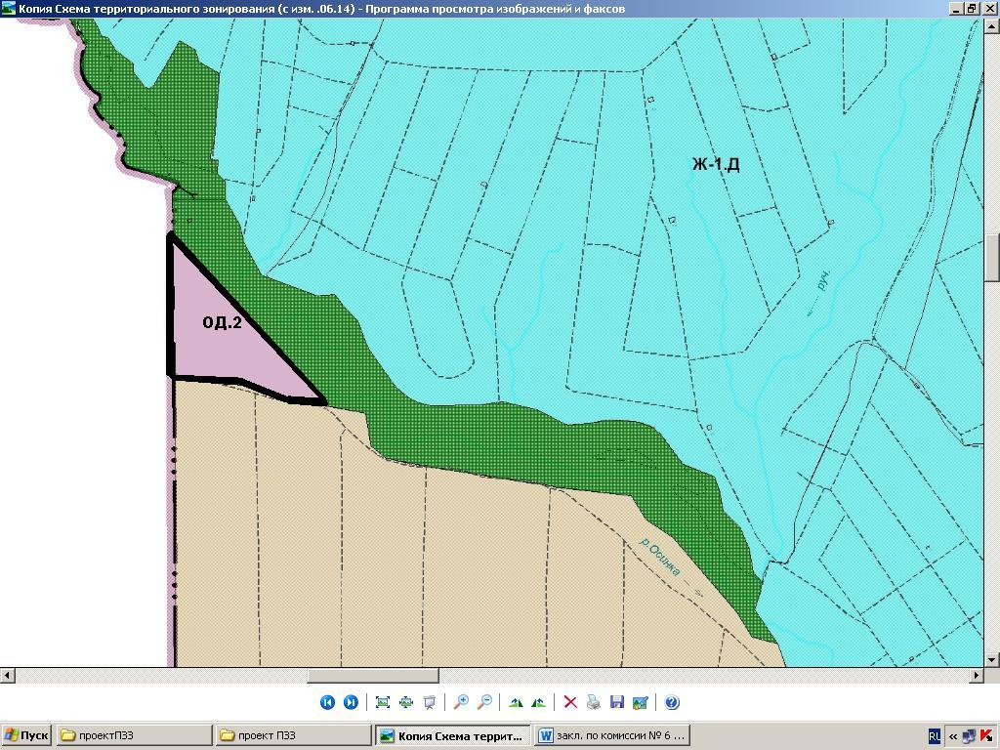 Копия Схема территориального зонирования (с изм. .06.14) - Программа просмотра изображений и факсов
Ж-1.Д
руч.
ОД.2
р.Осинка
Пуск
проектПЗЗ
проект ПЗЗ
Копия Схема террит...
закл. по комиссии № 6 ...
RL
«